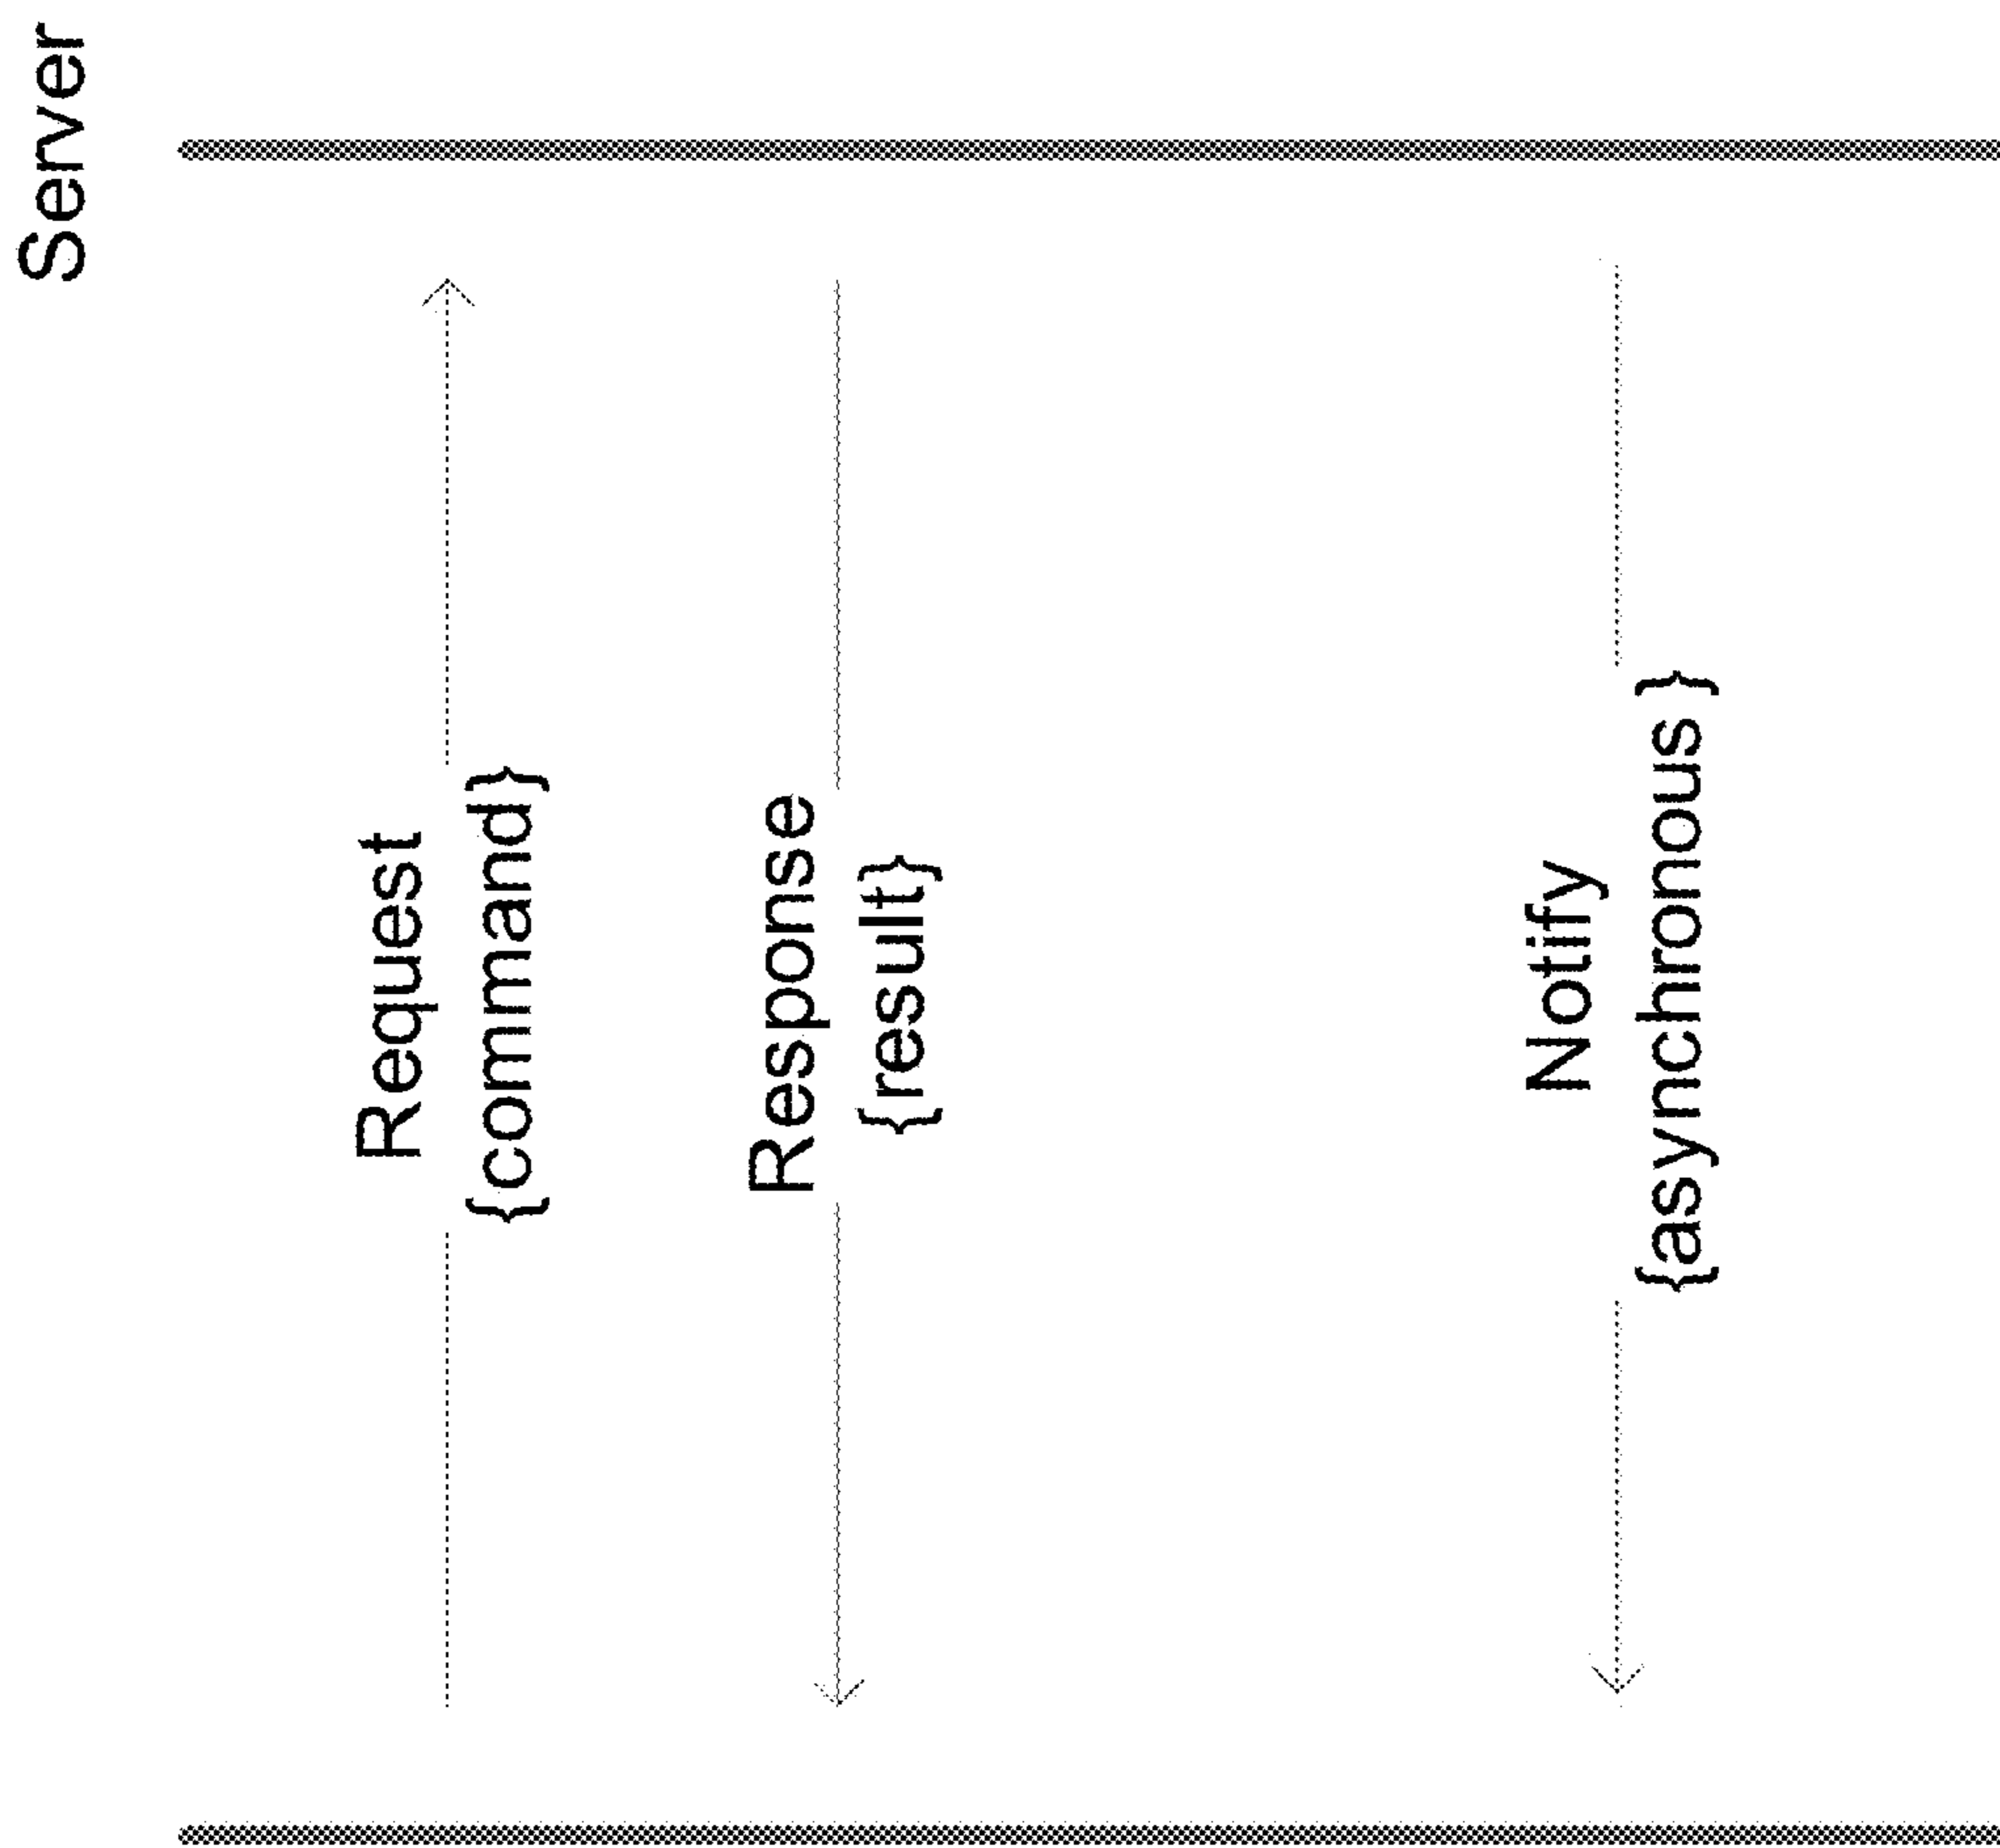 Server
Request
{command}
Response
{result}
Notify
{asynchronous }